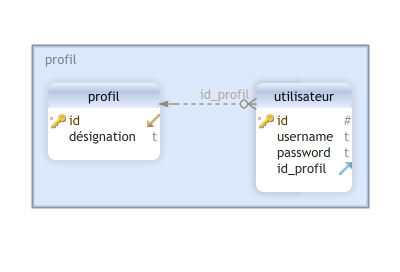 profil
id_profil
profil
utilisateur
id
désignation t
id #
username t
password t
id_profil